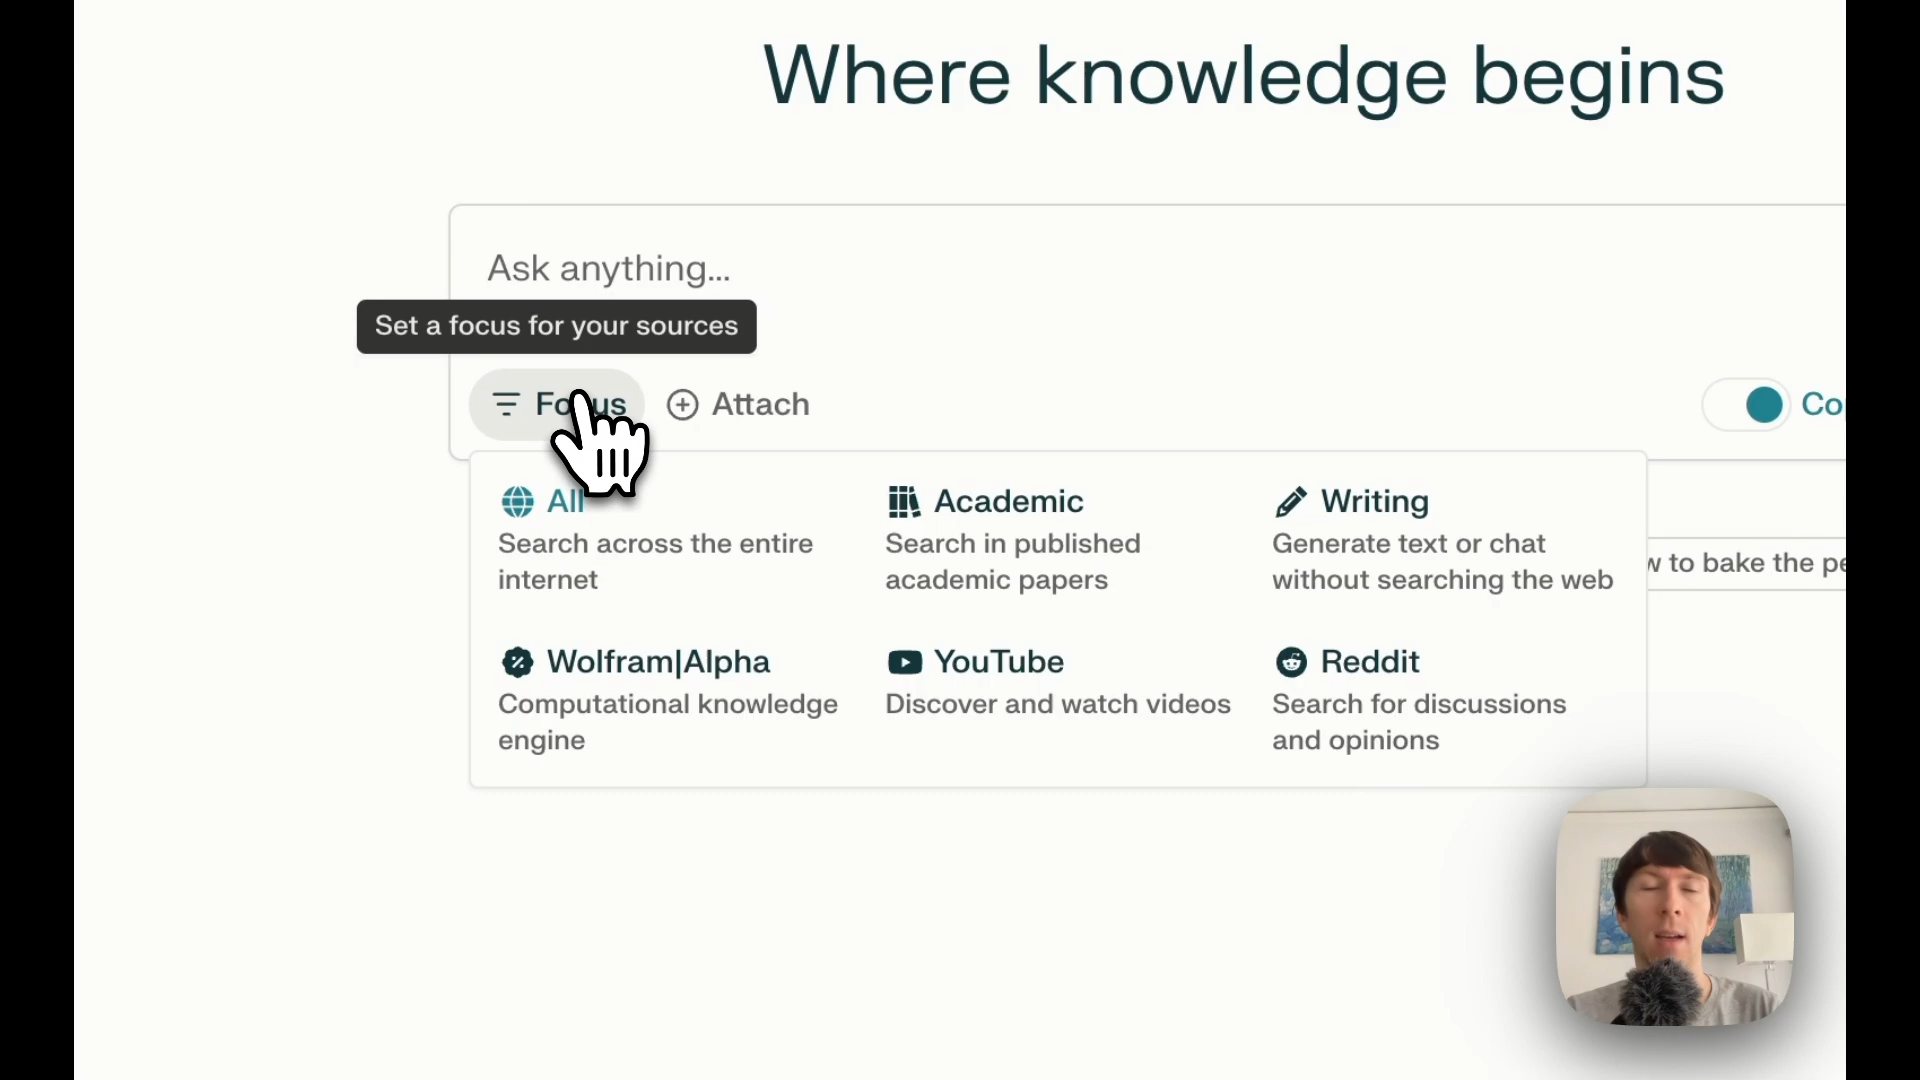 Where knowledge begins
Ask anything...
Set a focus for your sources
Focus
Attach
Co
All
Search across the entire
internet
Academic
Search in published
academic papers
Writing
Generate text or chat
without searching the web
w to bake the pe
Wolfram|Alpha
Computational knowledge
engine
YouTube
Discover and watch videos
Reddit
Search for discussions
and opinions